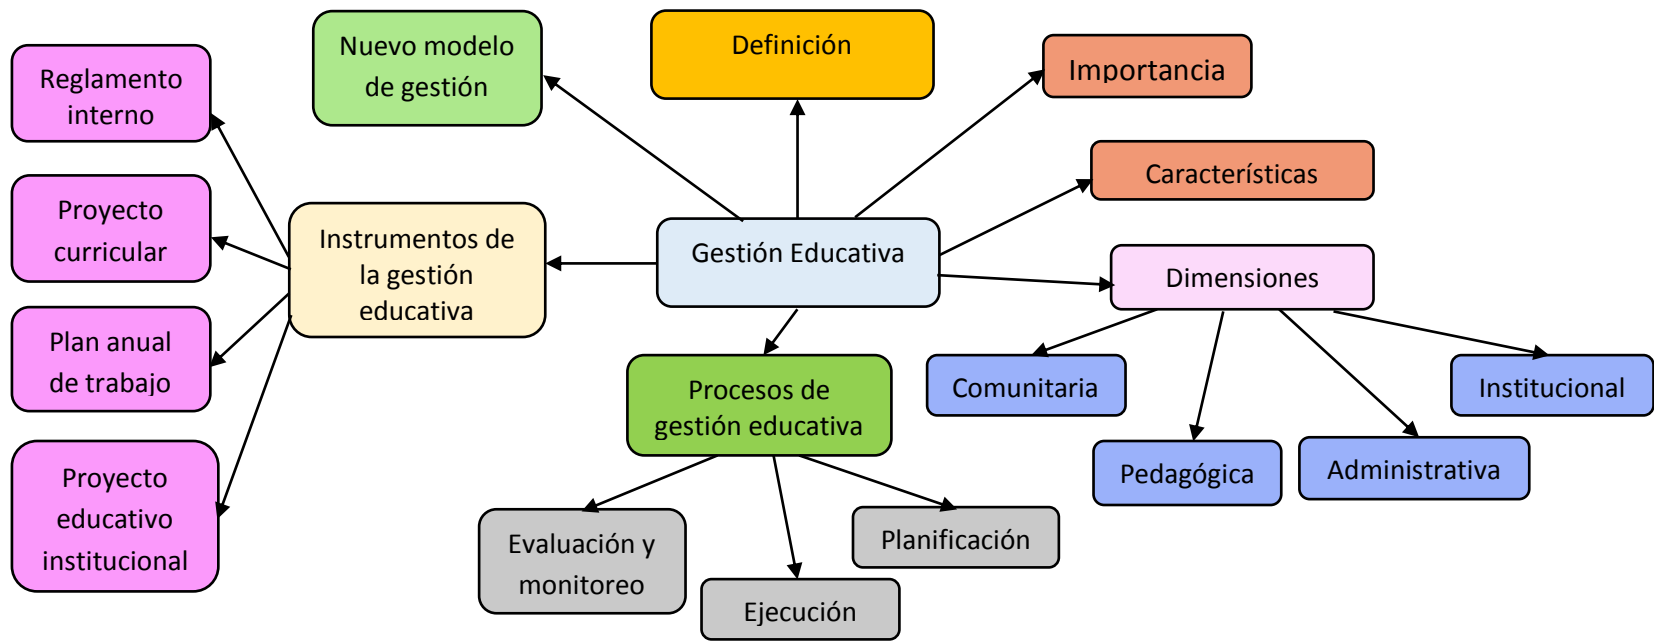 Nuevo modelo
de gestión
Definición
Importancia
Reglamento
interno
Características
Proyecto
curricular
Instrumentos de
la gestión
educativa
Gestión Educativa
Dimensiones
Plan anual
de trabajo
Procesos de
gestión educativa
Comunitaria
Institucional
Pedagógica
Administrativa
Proyecto
educativo
institucional
Evaluación y
monitoreo
Ejecución
Planificación